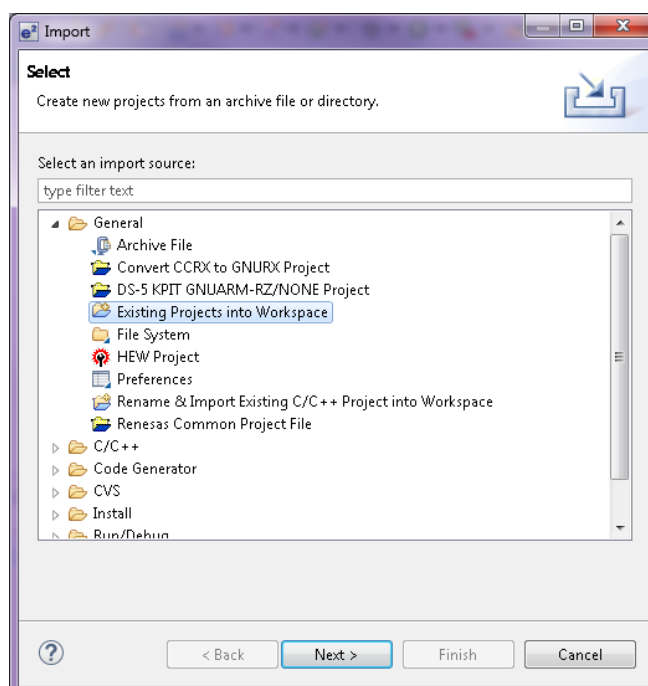 e² Import
Select
Create new projects from an archive file or directory.
Select an import source:
type filter text
General
Archive File
Convert CCRX to GNURX Project
DS-5 KPIT GNUARM-RZ/NONE Project
Existing Projects into Workspace
File System
HEW Project
Preferences
Rename & Import Existing C/C++ Project into Workspace
Renesas Common Project File
C/C++
Code Generator
CVS
Install
Run/Debug
? < Back Next > Finish Cancel